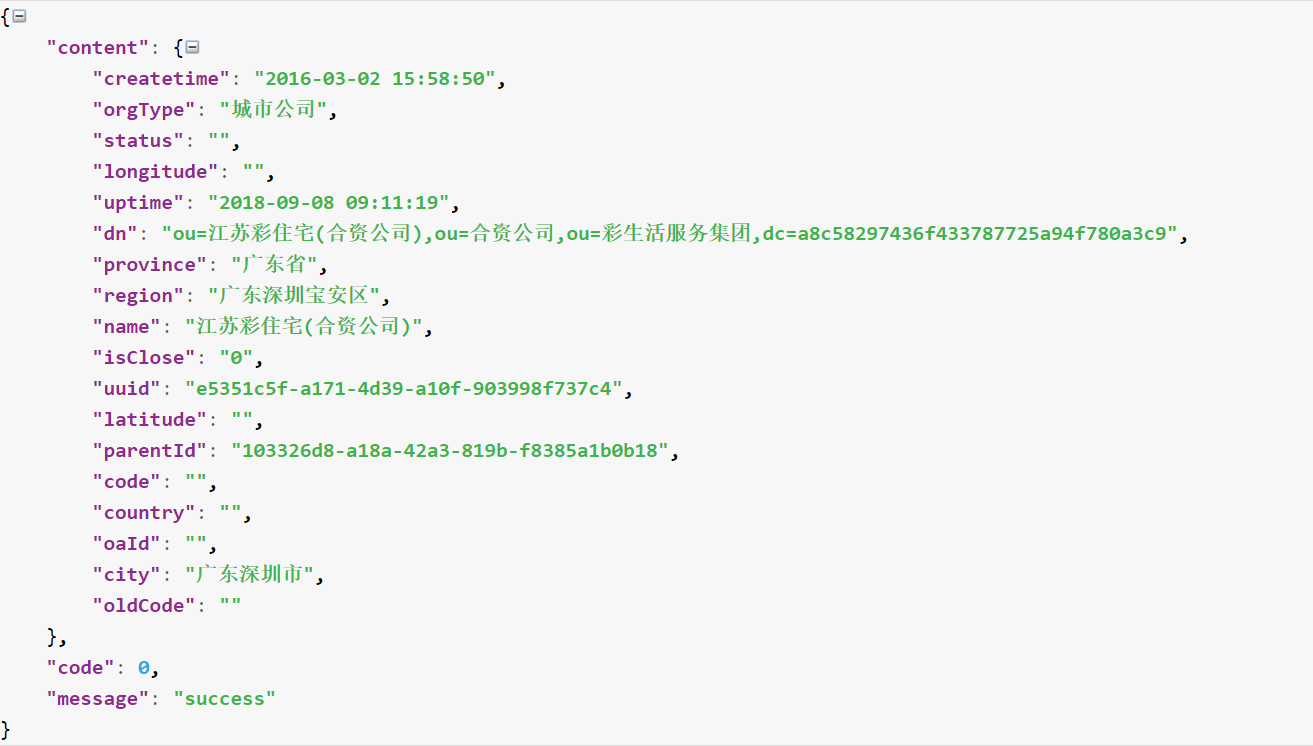 {
"content": {
"createtime": "2016-03-02 15:58:50",
"orgType": "城市公司",
"status": "",
"longitude": "",
"uptime": "2018-09-08 09:11:19",
"dn": "ou=江苏彩住宅(合资公司),ou=合资公司,ou=彩生活服务集团,dc=a8c58297436f433787725a94f780a3c9",
"province": "广东省",
"region": "广东深圳宝安区",
"name": "江苏彩住宅(合资公司)",
"isClose": "0",
"uuid": "e5351c5f-a171-4d39-a10f-903998f737c4",
"latitude": "",
"parentId": "103326d8-a18a-42a3-819b-f8385a1b0b18",
"code": "",
"country": "",
"oaId": "",
"city": "广东深圳市",
"oldCode": ""
},
"code": 0,
"message": "success"
}